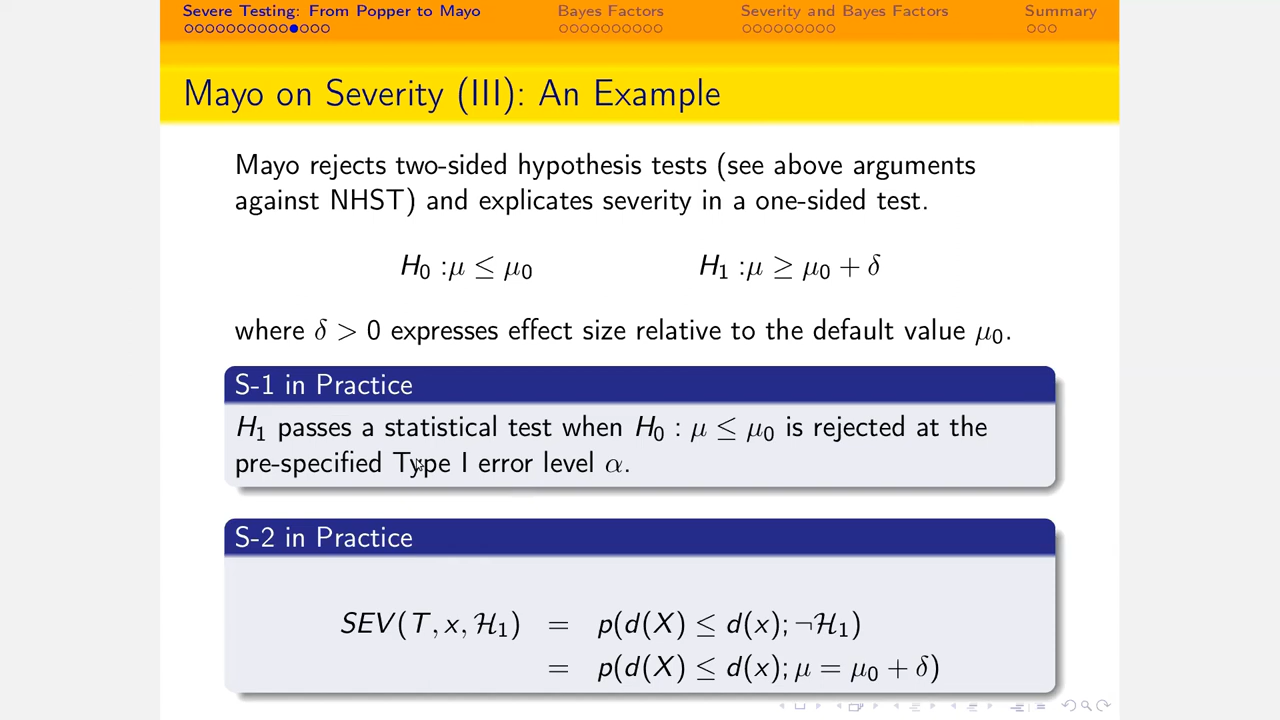 Severe Testing: From Popper to Mayo Bayes Factors Severity and Bayes Factors Summary
Mayo on Severity (III): An Example
Mayo rejects two-sided hypothesis tests (see above arguments
against NHST) and explicates severity in a one-sided test.
H₀ :μ ≤ μ₀ H₁ :μ ≥ μ₀ + δ
where δ > 0 expresses effect size relative to the default value μ₀.
S-1 in Practice
H₁ passes a statistical test when H₀ : μ ≤ μ₀ is rejected at the
pre-specified Type I error level α.
S-2 in Practice
SEV(T, x, ℋ₁) = p(d(X) ≤ d(x); ¬ℋ₁)
= p(d(X) ≤ d(x); μ = μ₀ + δ)